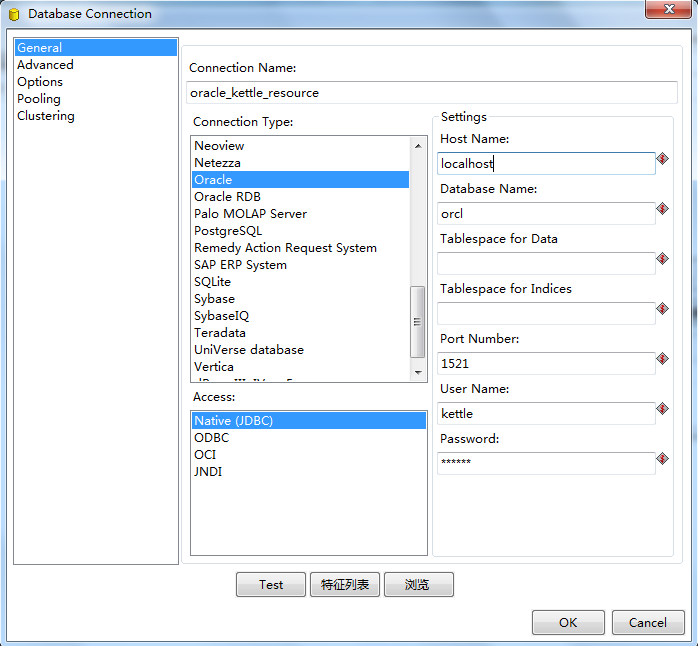 Database Connection
General
Advanced
Options
Pooling
Clustering
Connection Name:
oracle_kettle_resource
Connection Type:
Neoview
Netezza
Oracle
Oracle RDB
Palo MOLAP Server
PostgreSQL
Remedy Action Request System
SAP ERP System
SQLite
Sybase
SybaseIQ
Teradata
UniVerse database
Vertica
Access:
Native (JDBC)
ODBC
OCI
JNDI
Settings
Host Name:
localhost
Database Name:
orcl
Tablespace for Data
Tablespace for Indices
Port Number:
1521
User Name:
kettle
Password:
******
Test
特征列表
浏览
OK
Cancel